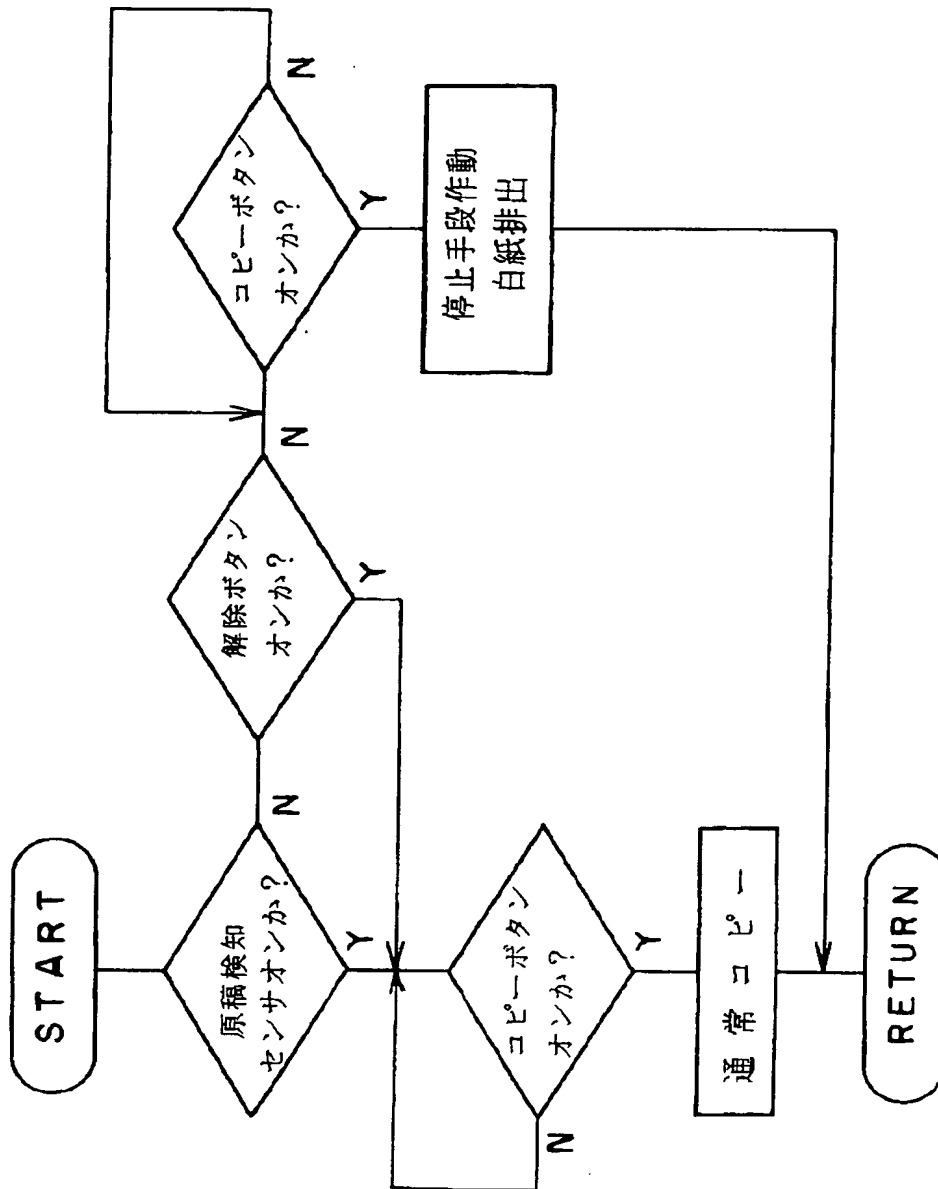 START
原稿検知
センサオンか?
N
Y
解除ボタン
オンか?
N
Y
コピーボタン
オンか?
N
Y
停止手段作動
白紙排出
コピーボタン
オンか?
N
Y
通常コピー
RETURN